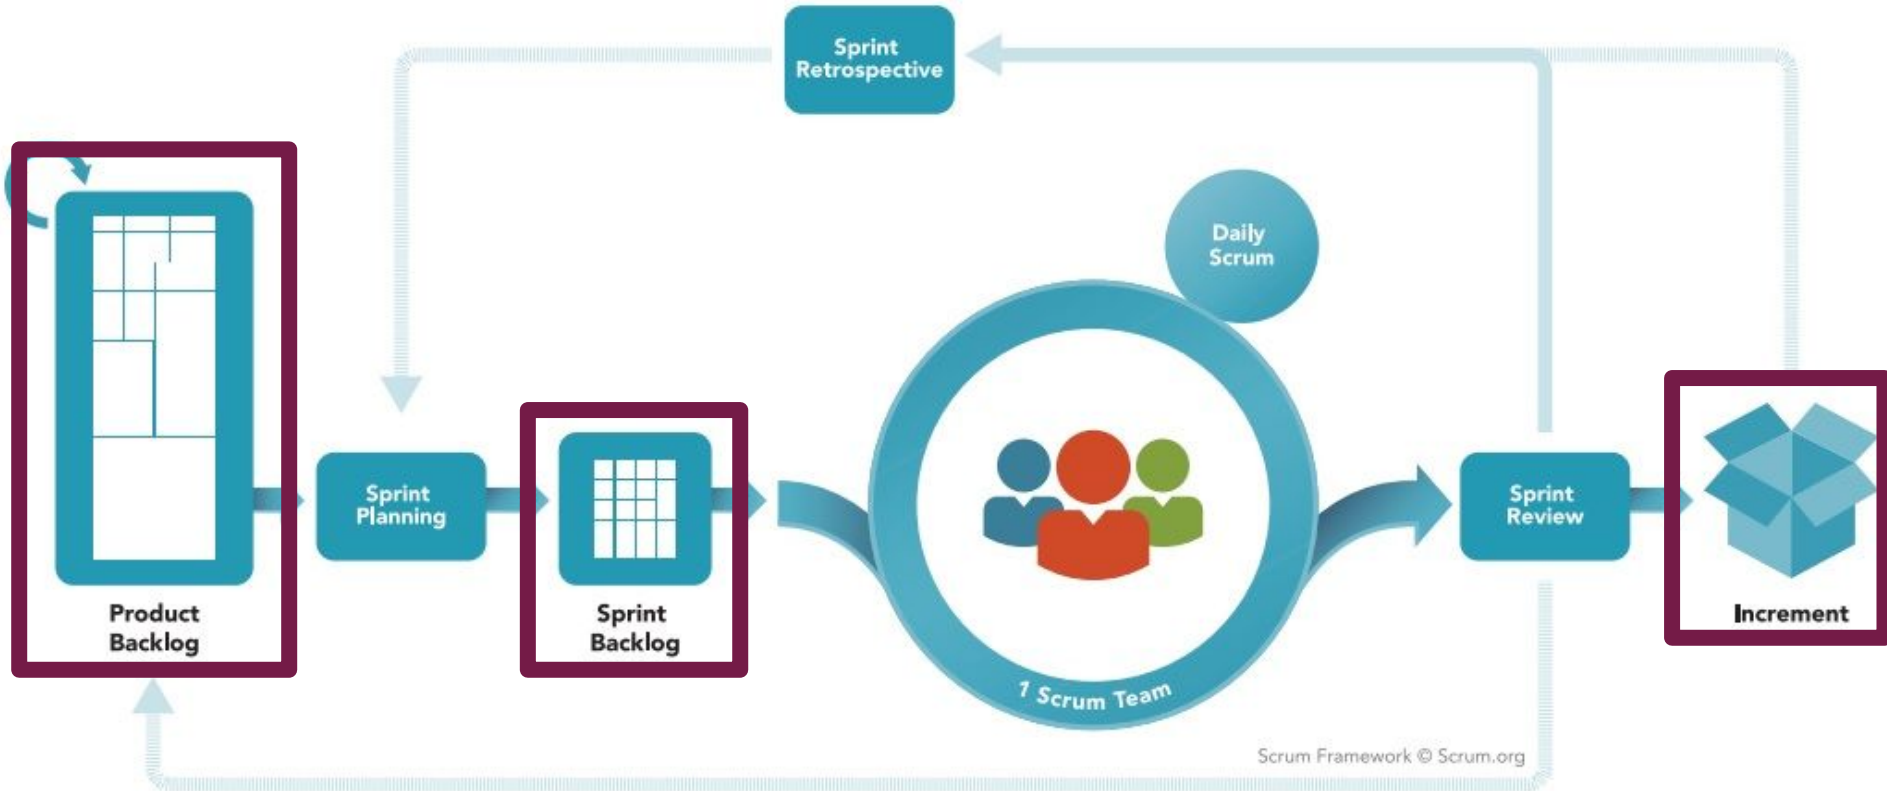 Sprint
Retrospective
Daily
Scrum
Sprint
Planning
Sprint
Review
Product
Backlog
Sprint
Backlog
Increment
1 Scrum Team
Scrum Framework © Scrum.org